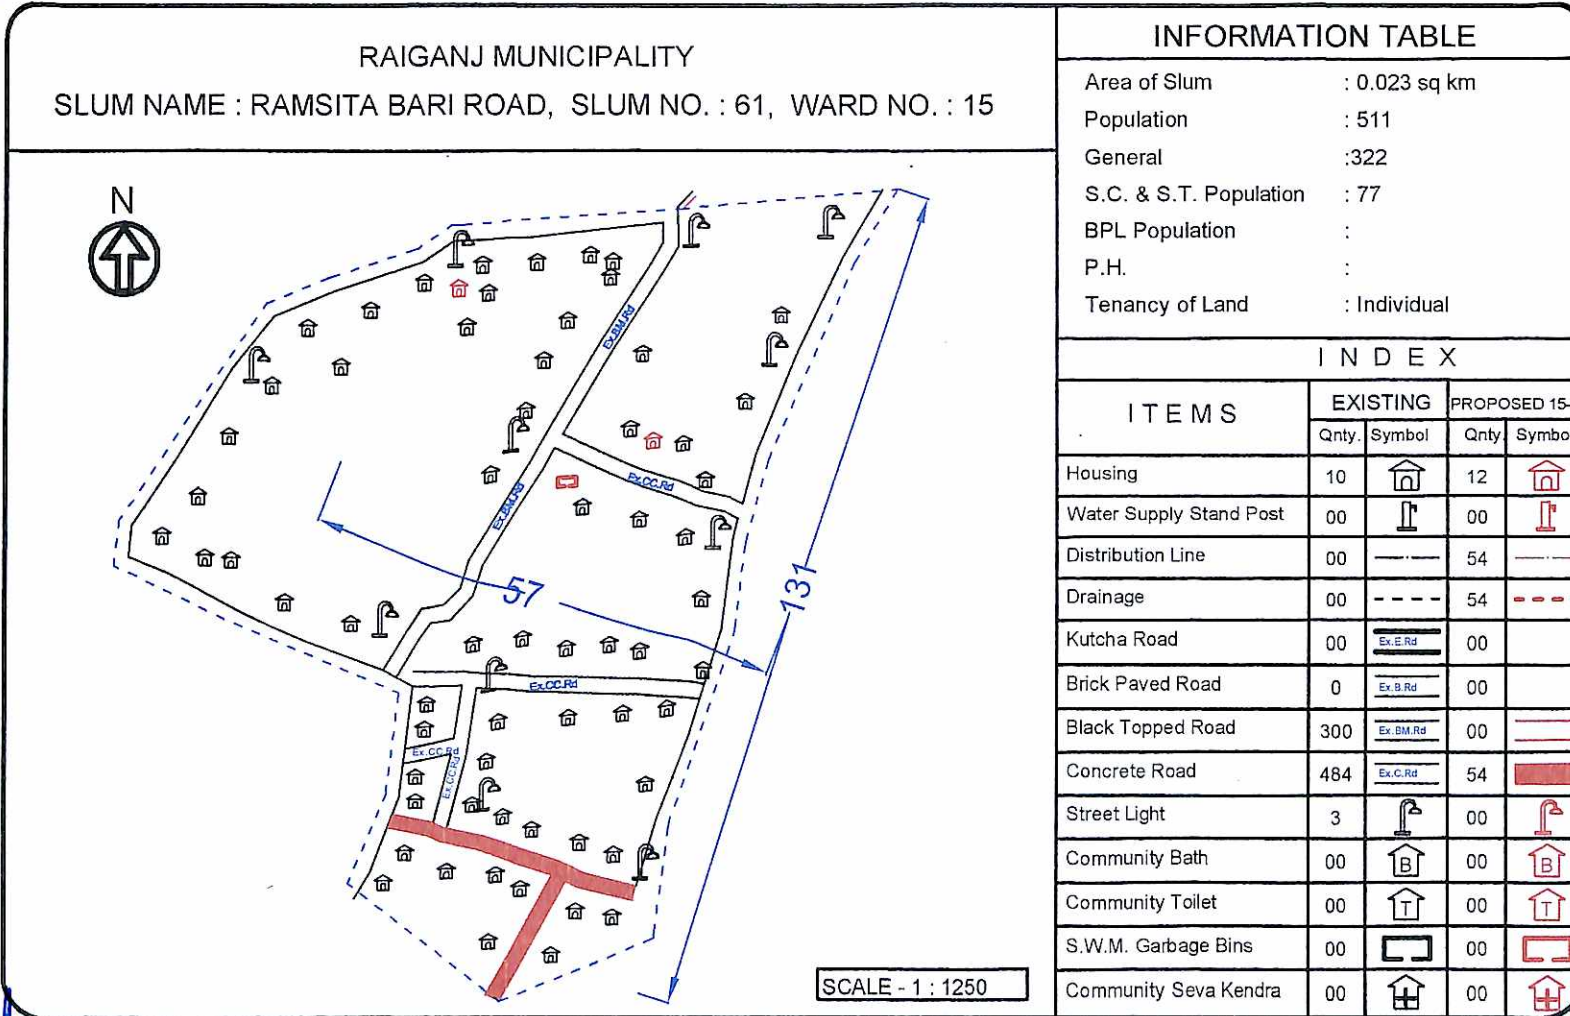 RAIGANJ MUNICIPALITY
SLUM NAME : RAMSITA BARI ROAD, SLUM NO. : 61, WARD NO. : 15
N
Ex.BM.Rd
Ex.CC.Rd
Ex.BM.Rd
57
131
Ex.CC.Rd
Ex.CC.Rd
Ex.CC.Rd
SCALE - 1 : 1250
INFORMATION TABLE
Area of Slum : 0.023 sq km
Population : 511
General :322
S.C. & S.T. Population : 77
BPL Population :
P.H. :
Tenancy of Land : Individual
INDEX
ITEMS EXISTING PROPOSED 15-
Qnty. Symbol Qnty. Symbo
Housing 10 12
Water Supply Stand Post 00 00
Distribution Line 00 54
Drainage 00 54
Kutcha Road 00 Ex.E.Rd 00
Brick Paved Road 0 Ex.B.Rd 00
Black Topped Road 300 Ex.BM.Rd 00
Concrete Road 484 Ex.C.Rd 54
Street Light 3 00
Community Bath 00 B 00 B
Community Toilet 00 T 00 T
S.W.M. Garbage Bins 00 00
Community Seva Kendra 00 00